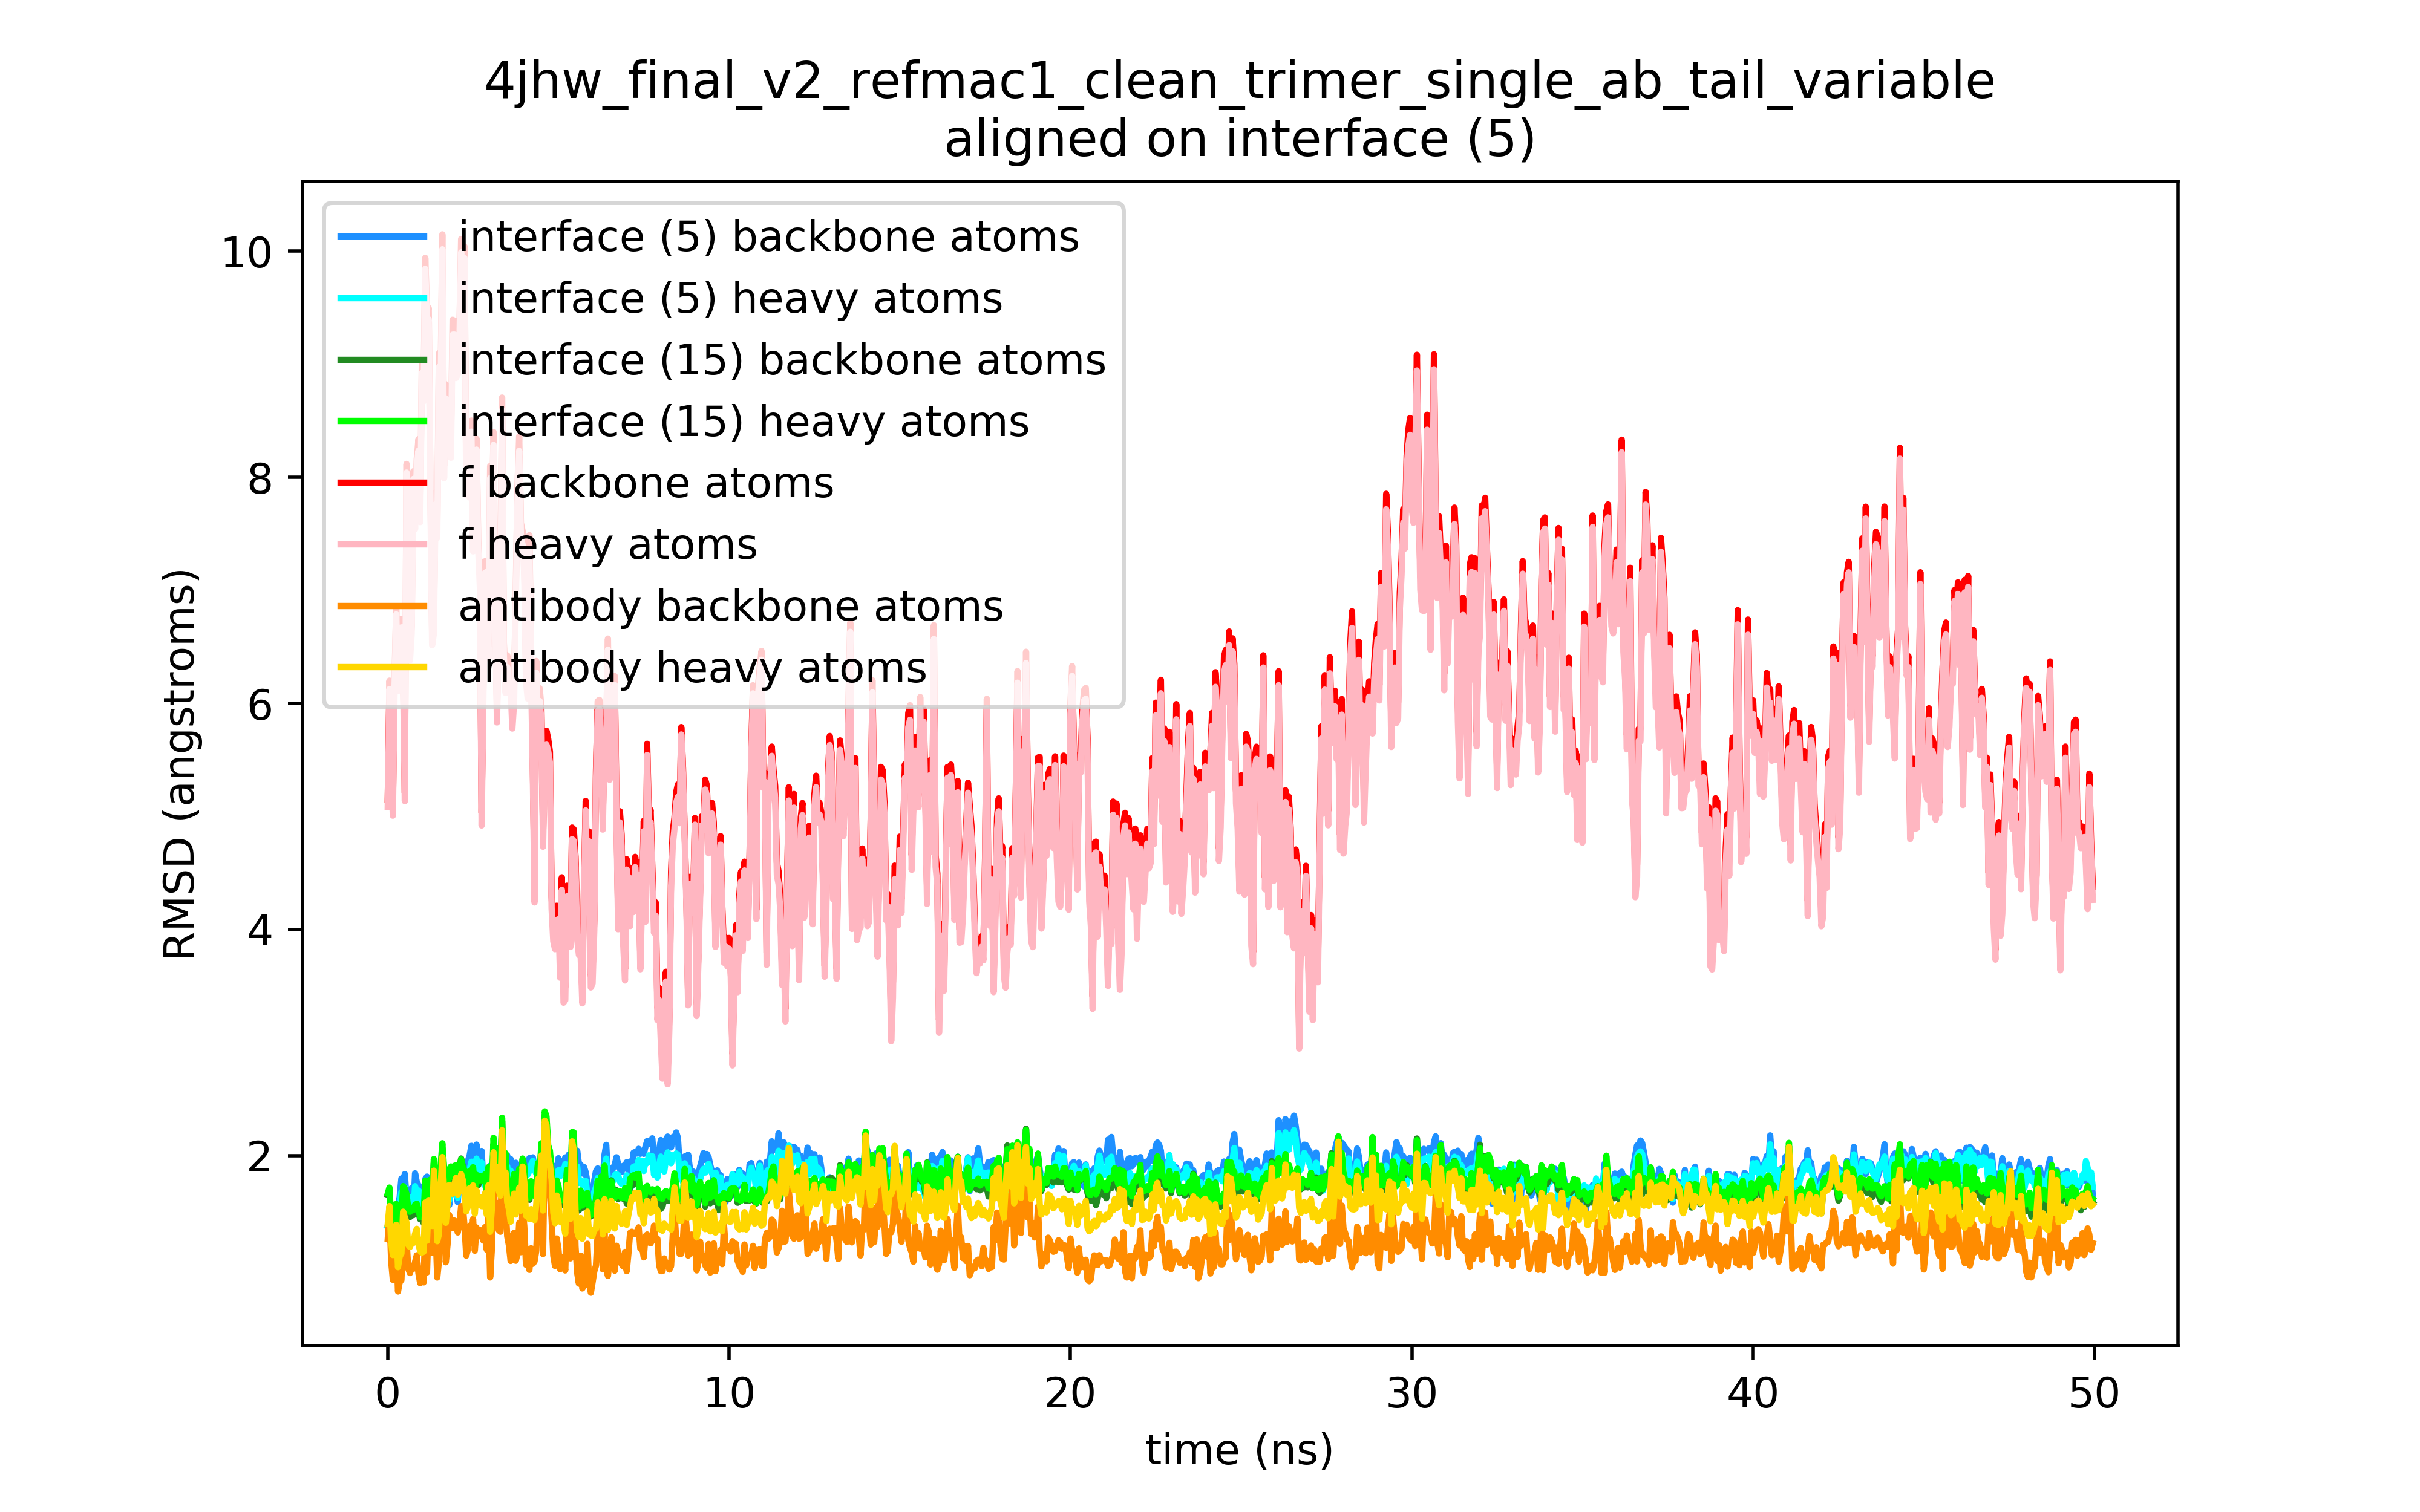 4jhw_final_v2_refmac1_clean_trimer_single_ab_tail_variable
aligned on interface (5)
interface (5) backbone atoms
interface (5) heavy atoms
interface (15) backbone atoms
interface (15) heavy atoms
f backbone atoms
f heavy atoms
antibody backbone atoms
antibody heavy atoms
10
8
6
4
2
RMSD (angstroms)
0 10 20 30 40 50
time (ns)